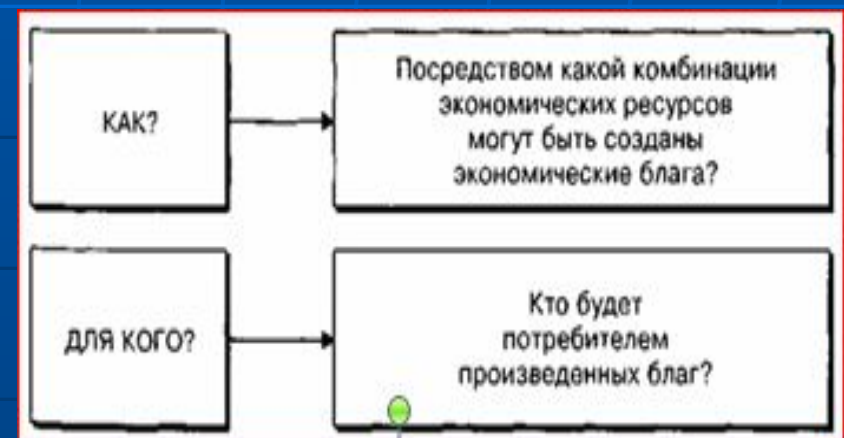 КАК?
Посредством какой комбинации
экономических ресурсов
могут быть созданы
экономические блага?
ДЛЯ КОГО?
Кто будет
потребителем
произведенных благ?